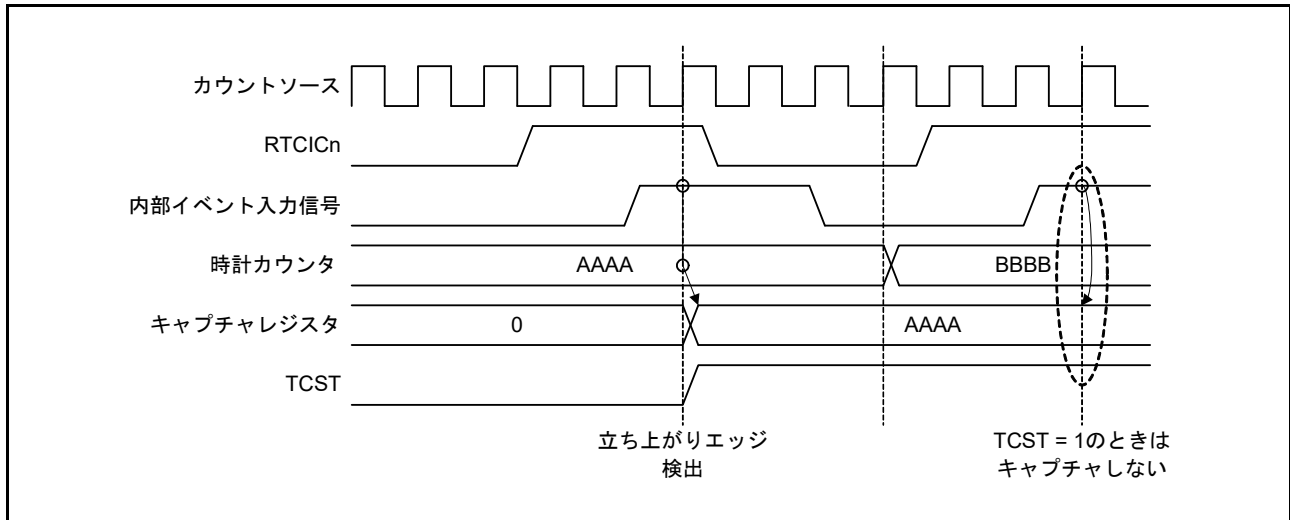 カウントソース
RTCICn
内部イベント入力信号
時計カウンタ
AAAA
BBBB
キャプチャレジスタ
0
AAAA
TCST
立ち上がりエッジ
検出
TCST = 1のときは
キャプチャしない